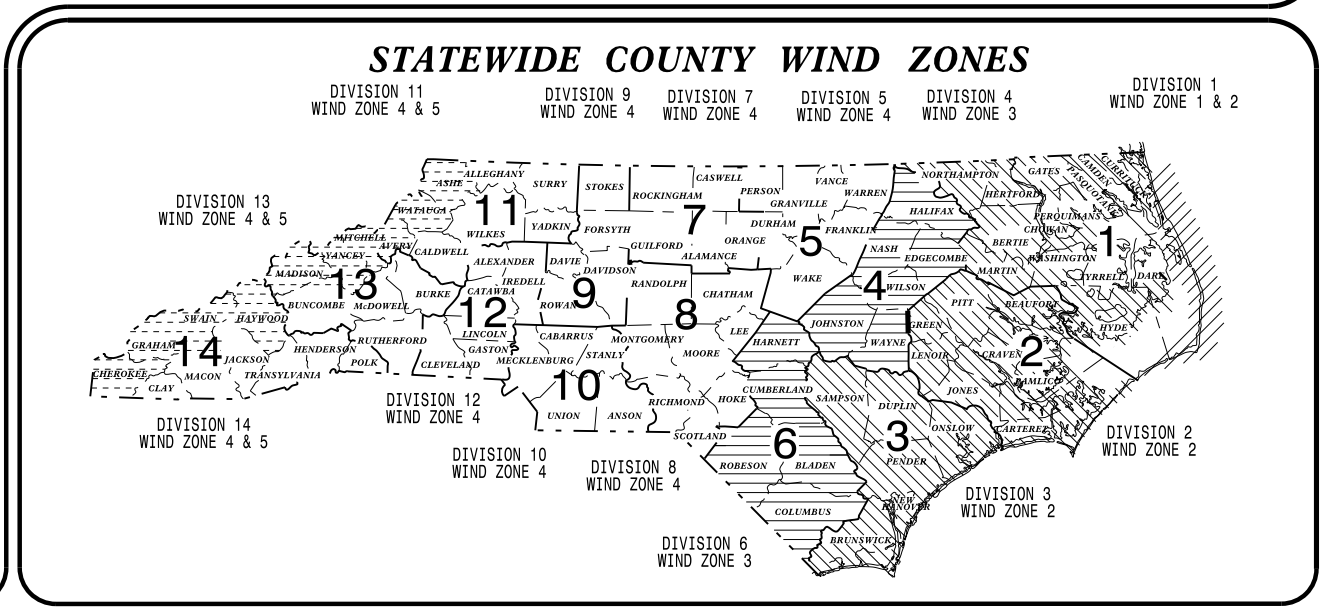 STATEWIDE COUNTY WIND ZONES
DIVISION 11
WIND ZONE 4 & 5
DIVISION 9
WIND ZONE 4
DIVISION 7
WIND ZONE 4
DIVISION 5
WIND ZONE 4
DIVISION 4
WIND ZONE 3
DIVISION 1
WIND ZONE 1 & 2
DIVISION 13
WIND ZONE 4 & 5
ALLEGHANY
ASHE
SURRY
WATAUGA
11
WILKES
YADKIN
MITCHELL
AVERY
YANCEY
CALDWELL
MADISON
13
BUNCOMBE
McDOWELL
BURKE
ALEXANDER
IREDELL
CATAWBA
12
LINCOLN
GASTON
CLEVELAND
RUTHERFORD
POLK
HENDERSON
SWAIN
HAYWOOD
GRAHAM
14
JACKSON
CHEROKEE
MACON
TRANSYLVANIA
CLAY
STOKES
ROCKINGHAM
CASWELL
PERSON
VANCE
WARREN
GRANVILLE
FORSYTH
7
DURHAM
FRANKLIN
GUILFORD
ORANGE
5
ALAMANCE
WAKE
DAVIE
DAVIDSON
9
ROWAN
RANDOLPH
CHATHAM
8
LEE
MONTGOMERY
MOORE
HOKE
RICHMOND
SCOTLAND
CABARRUS
STANLY
MECKLENBURG
10
UNION
ANSON
NORTHAMPTON
GATES
CAMDEN
CURRITUCK
PASQUOTANK
HERTFORD
HALIFAX
PERQUIMANS
CHOWAN
BERTIE
1
NASH
EDGECOMBE
WASHINGTON
MARTIN
TYRRELL
DARE
4
WILSON
PITT
BEAUFORT
HYDE
JOHNSTON
GREEN
WAYNE
LENOIR
CRAVEN
2
PAMLICO
HARNETT
JONES
CUMBERLAND
SAMPSON
DUPLIN
ONSLOW
CARTERET
6
3
ROBESON
BLADEN
PENDER
COLUMBUS
NEW
HANOVER
BRUNSWICK
DIVISION 14
WIND ZONE 4 & 5
DIVISION 12
WIND ZONE 4
DIVISION 10
WIND ZONE 4
DIVISION 8
WIND ZONE 4
DIVISION 6
WIND ZONE 3
DIVISION 3
WIND ZONE 2
DIVISION 2
WIND ZONE 2